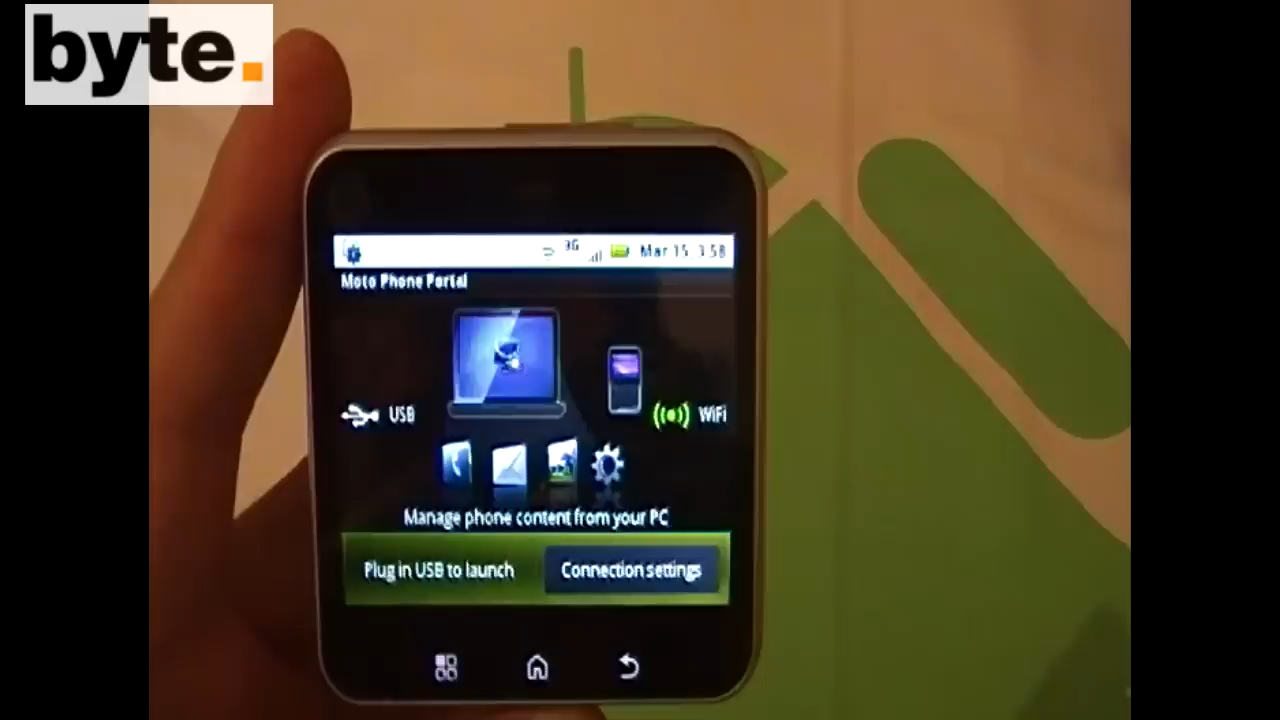 byte.
3G Mar 15 3:58
Moto Phone Portal
USB
WiFi
Manage phone content from your PC
Plug in USB to launch
Connection settings